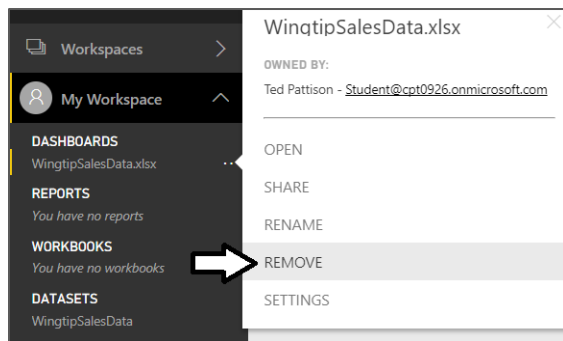 Workspaces
My Workspace
DASHBOARDS
WingtipSalesData.xlsx
REPORTS
You have no reports
WORKBOOKS
You have no workbooks
DATASETS
WingtipSalesData
WingtipSalesData.xlsx
OWNED BY:
Ted Pattison - Student@cpt0926.onmicrosoft.com
OPEN
SHARE
RENAME
REMOVE
SETTINGS